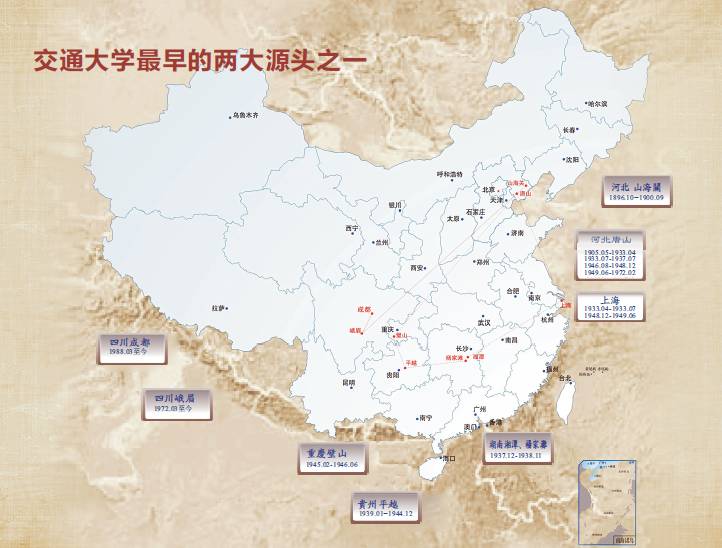 交通大学最早的两大源头之一
哈尔滨
乌鲁木齐
长春
沈阳
呼和浩特
北京
山海关
唐山
天津
河北 山海關
1896.10－1900.09
银川
太原
石家庄
西宁
兰州
济南
河北唐山
1905.05-1933.04
1933.07-1937.07
1946.08-1948.12
1949.06-1972.02
西安
郑州
合肥
南京
上海
上海
1933.04-1933.07
1948.12-1949.06
拉萨
成都
杭州
峨眉
重庆
璧山
武汉
长沙
南昌
杨家滩
湘潭
四川成都
1988.03至今
平越
贵阳
昆明
福州
台北
四川峨眉
1972.03至今
广州
南宁
澳门
香港
湖南湘潭、楊家灘
1937.12-1938.11
重慶璧山
1945.02-1946.06
海口
貴州平越
1939.01－1944.12
南海诸岛